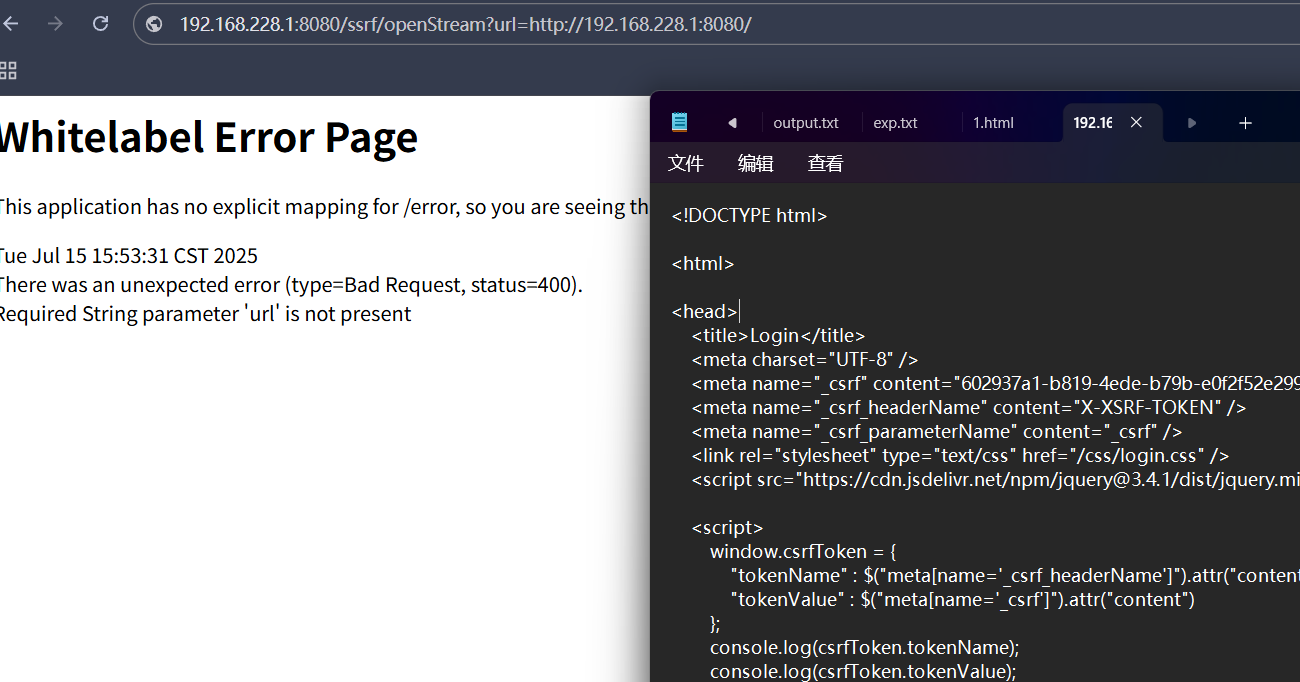 192.168.228.1:8080/ssrf/openStream?url=http://192.168.228.1:8080/
Whitelabel Error Page
This application has no explicit mapping for /error, so you are seeing th
Tue Jul 15 15:53:31 CST 2025
There was an unexpected error (type=Bad Request, status=400).
Required String parameter 'url' is not present
output.txt exp.txt 1.html 192.16
文件 编辑 查看
<!DOCTYPE html>
<html>
<head>
<title>Login</title>
<meta charset="UTF-8" />
<meta name="_csrf" content="602937a1-b819-4ede-b79b-e0f2f52e299
<meta name="_csrf_headerName" content="X-XSRF-TOKEN" />
<meta name="_csrf_parameterName" content="_csrf" />
<link rel="stylesheet" type="text/css" href="/css/login.css" />
<script src="https://cdn.jsdelivr.net/npm/jquery@3.4.1/dist/jquery.mi
<script>
window.csrfToken = {
"tokenName" : $("meta[name='_csrf_headerName']").attr("content
"tokenValue" : $("meta[name='_csrf']").attr("content")
};
console.log(csrfToken.tokenName);
console.log(csrfToken.tokenValue);